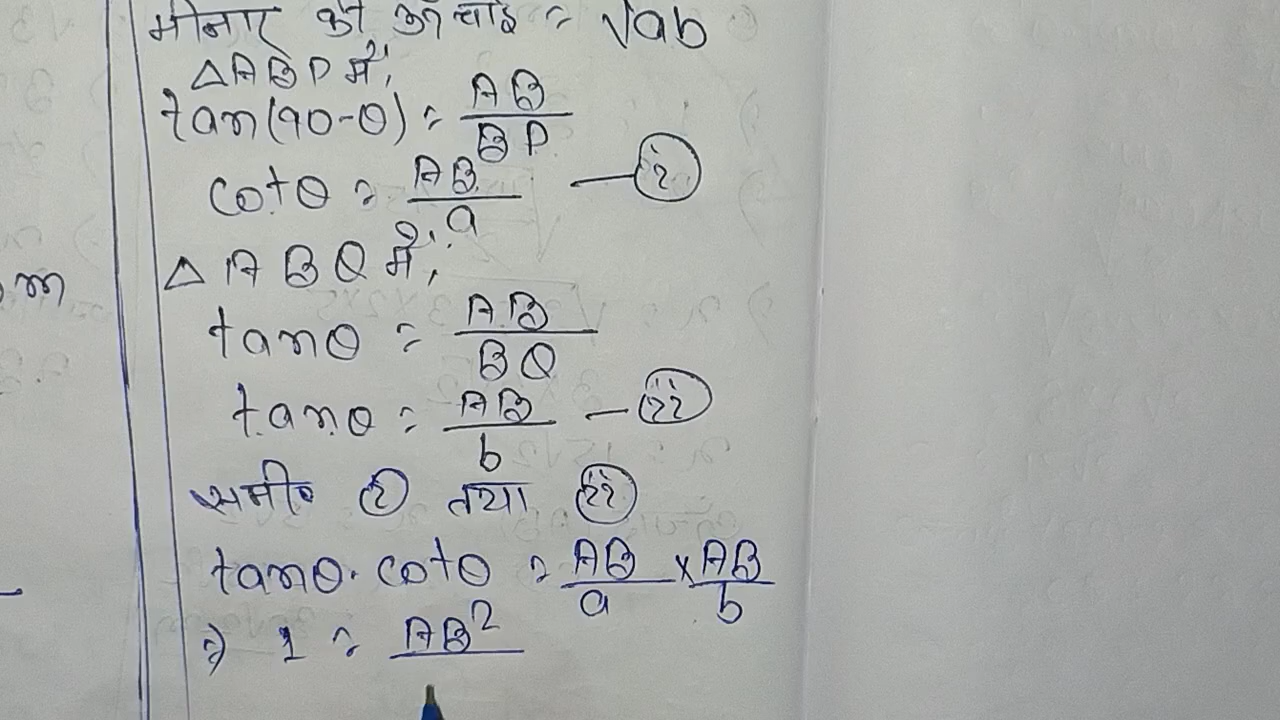 मीनार की ऊंचाई = √ab
△ABP में,
tan(90-θ) = AB/BP
cotθ = AB/a — (i)
m
△ABQ में,
tanθ = AB/BQ
tanθ = AB/b — (ii)
समी० (i) तथा (ii)
tanθ. cotθ = AB/a × AB/b
⇒ 1 = AB²